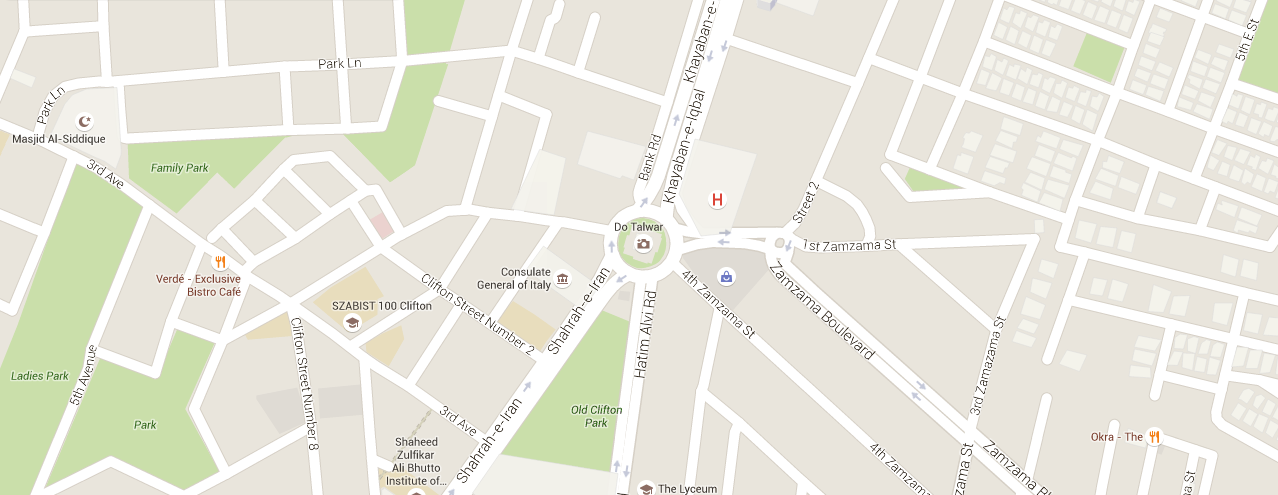 5th E St
Park Ln
Khayaban-e-
Park Ln
Khayaban-e-Iqbal
Masjid Al-Siddique
Bank Rd
3rd Ave
Family Park
H
Street 2
Do Talwar
1st Zamzama St
Verdé - Exclusive
Bistro Café
Consulate
General of Italy
Shahrah-e-Iran
4th Zamzama St
Zamzama Boulevard
SZABIST 100 Clifton
Clifton Street Number 2
Hatim Alvi Rd
Clifton Street Number 8
3rd Zamazama St
Ladies Park
5th Avenue
Park
3rd Ave
Old Clifton
Park
Shahrah-e-Iran
Shaheed
Zulfikar
Ali Bhutto
Institute of...
Okra - The
4th Zamzama
Zamzama
zama St
a St
The Lyceum